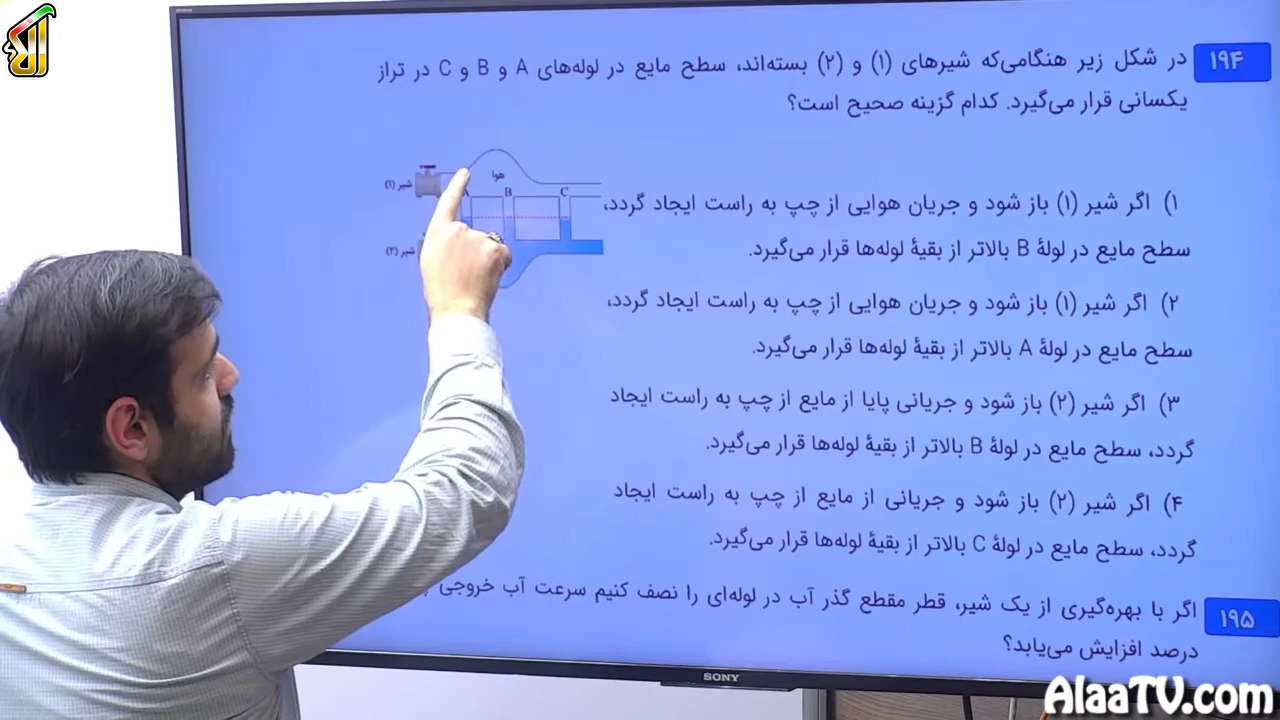 ۱۹۴
در شکل زیر هنگامی‌که شیرهای (۱) و (۲) بسته‌اند، سطح مایع در لوله‌های A و B و C در تراز
یکسانی قرار می‌گیرد. کدام گزینه صحیح است؟
هوا
شیر (۱)
A B C
شیر (۲)
۱) اگر شیر (۱) باز شود و جریان هوایی از چپ به راست ایجاد گردد،
سطح مایع در لولهٔ B بالاتر از بقیهٔ لوله‌ها قرار می‌گیرد.
۲) اگر شیر (۱) باز شود و جریان هوایی از چپ به راست ایجاد گردد،
سطح مایع در لولهٔ A بالاتر از بقیهٔ لوله‌ها قرار می‌گیرد.
۳) اگر شیر (۲) باز شود و جریانی پایا از مایع از چپ به راست ایجاد
گردد، سطح مایع در لولهٔ B بالاتر از بقیهٔ لوله‌ها قرار می‌گیرد.
۴) اگر شیر (۲) باز شود و جریانی از مایع از چپ به راست ایجاد
گردد، سطح مایع در لولهٔ C بالاتر از بقیهٔ لوله‌ها قرار می‌گیرد.
۱۹۵
اگر با بهره‌گیری از یک شیر، قطر مقطع گذر آب در لوله‌ای را نصف کنیم سرعت آب خروجی
درصد افزایش می‌یابد؟
SONY
AlaaTV.com